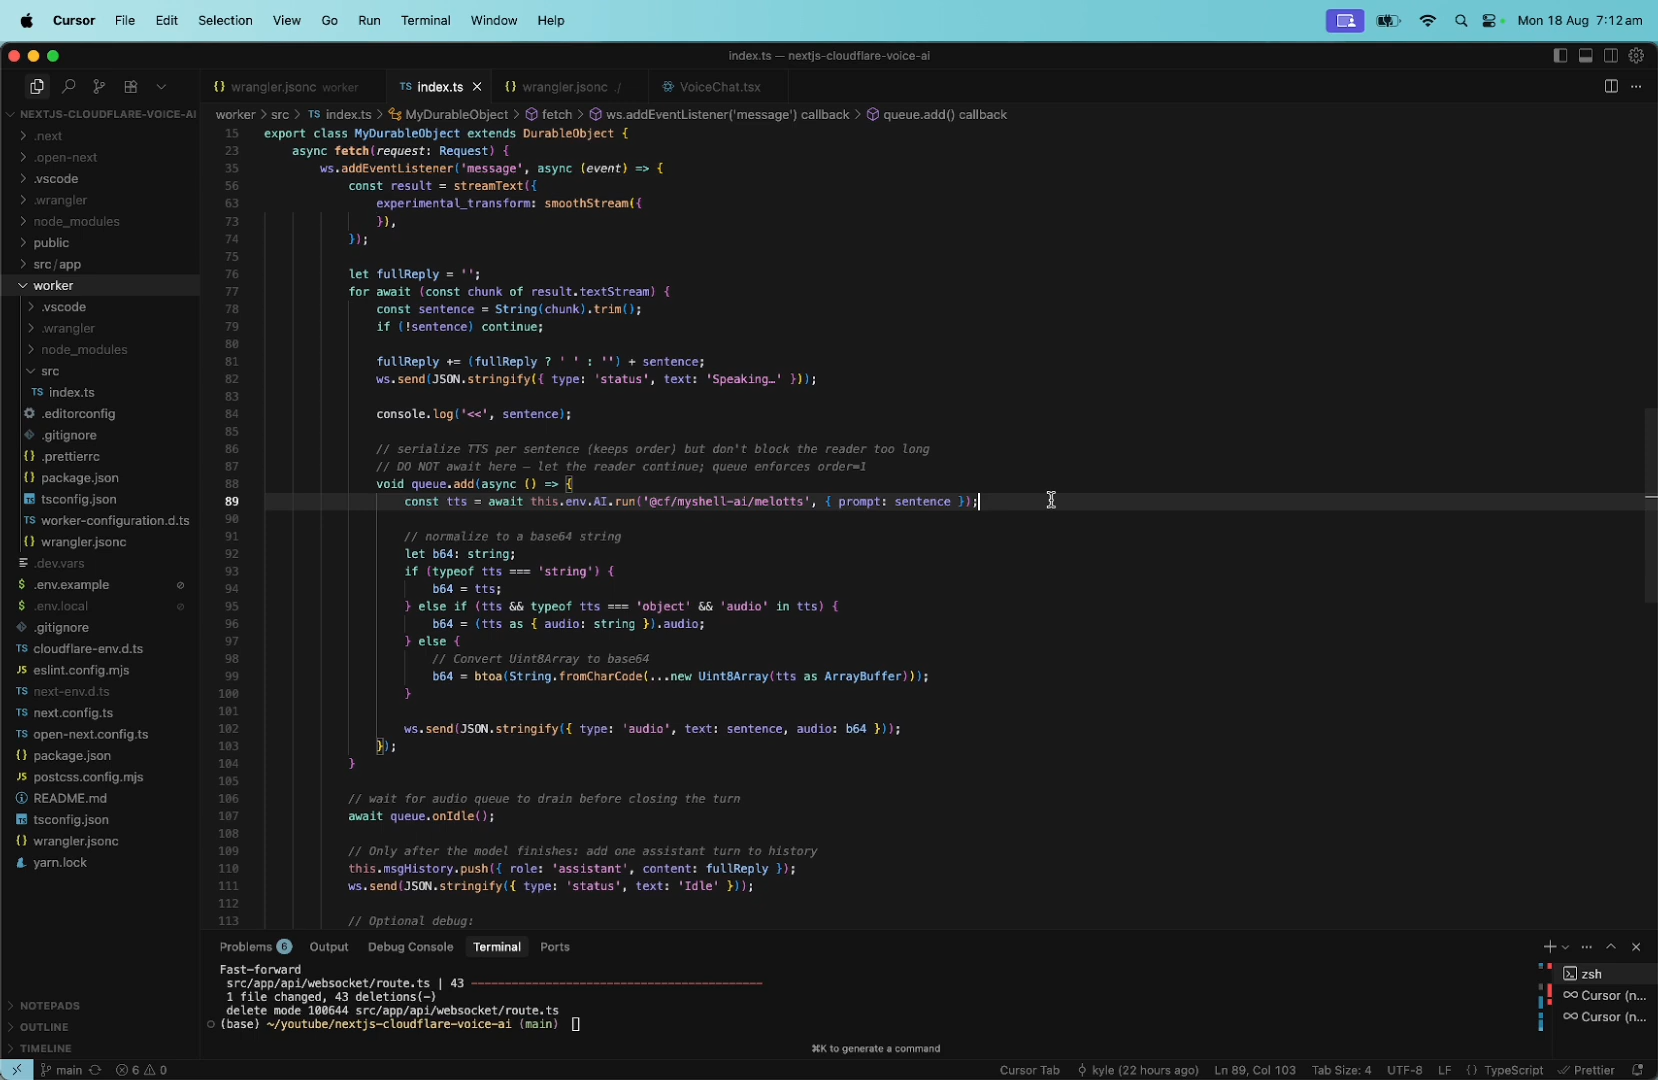 Cursor File Edit Selection View Go Run Terminal Window Help Mon 18 Aug 7:12am
index.ts — nextjs-cloudflare-voice-ai
{} wrangler.jsonc worker TS index.ts {} wrangler.jsonc ./ VoiceChat.tsx
NEXTJS-CLOUDFLARE-VOICE-AI
.next
.open-next
.vscode
.wrangler
node_modules
public
src/app
worker
.vscode
.wrangler
node_modules
src
TS index.ts
.editorconfig
.gitignore
{} .prettierrc
{} package.json
tsconfig.json
TS worker-configuration.d.ts
{} wrangler.jsonc
.dev.vars
$ .env.example
$ .env.local
.gitignore
TS cloudflare-env.d.ts
JS eslint.config.mjs
TS next-env.d.ts
TS next.config.ts
TS open-next.config.ts
{} package.json
JS postcss.config.mjs
README.md
tsconfig.json
{} wrangler.jsonc
yarn.lock
NOTEPADS
OUTLINE
TIMELINE
worker > src > TS index.ts > MyDurableObject > fetch > ws.addEventListener('message') callback > queue.add() callback
15 export class MyDurableObject extends DurableObject {
23 async fetch(request: Request) {
35 ws.addEventListener('message', async (event) => {
56 const result = streamText({
63 experimental_transform: smoothStream({
73 }),
74 });
75
76 let fullReply = '';
77 for await (const chunk of result.textStream) {
78 const sentence = String(chunk).trim();
79 if (!sentence) continue;
80
81 fullReply += (fullReply ? ' ' : '') + sentence;
82 ws.send(JSON.stringify({ type: 'status', text: 'Speaking…' }));
83
84 console.log('<<', sentence);
85
86 // serialize TTS per sentence (keeps order) but don't block the reader too long
87 // DO NOT await here — let the reader continue; queue enforces order=1
88 void queue.add(async () => {
89 const tts = await this.env.AI.run('@cf/myshell-ai/melotts', { prompt: sentence });
90
91 // normalize to a base64 string
92 let b64: string;
93 if (typeof tts === 'string') {
94 b64 = tts;
95 } else if (tts && typeof tts === 'object' && 'audio' in tts) {
96 b64 = (tts as { audio: string }).audio;
97 } else {
98 // Convert Uint8Array to base64
99 b64 = btoa(String.fromCharCode(...new Uint8Array(tts as ArrayBuffer)));
100 }
101
102 ws.send(JSON.stringify({ type: 'audio', text: sentence, audio: b64 }));
103 });
104 }
105
106 // wait for audio queue to drain before closing the turn
107 await queue.onIdle();
108
109 // Only after the model finishes: add one assistant turn to history
110 this.msgHistory.push({ role: 'assistant', content: fullReply });
111 ws.send(JSON.stringify({ type: 'status', text: 'Idle' }));
112
113 // Optional debug:
Problems 6 Output Debug Console Terminal Ports
Fast-forward
src/app/api/websocket/route.ts | 43 -------------------------------------------
1 file changed, 43 deletions(-)
delete mode 100644 src/app/api/websocket/route.ts
(base) ~/youtube/nextjs-cloudflare-voice-ai (main)
zsh
Cursor (n...
Cursor (n...
⌘K to generate a command
main 6 0 Cursor Tab kyle (22 hours ago) Ln 89, Col 103 Tab Size: 4 UTF-8 LF {} TypeScript Prettier